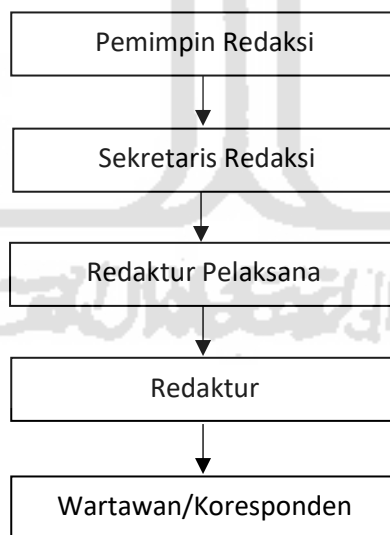 Pemimpin Redaksi
Sekretaris Redaksi
Redaktur Pelaksana
Redaktur
Wartawan/Koresponden